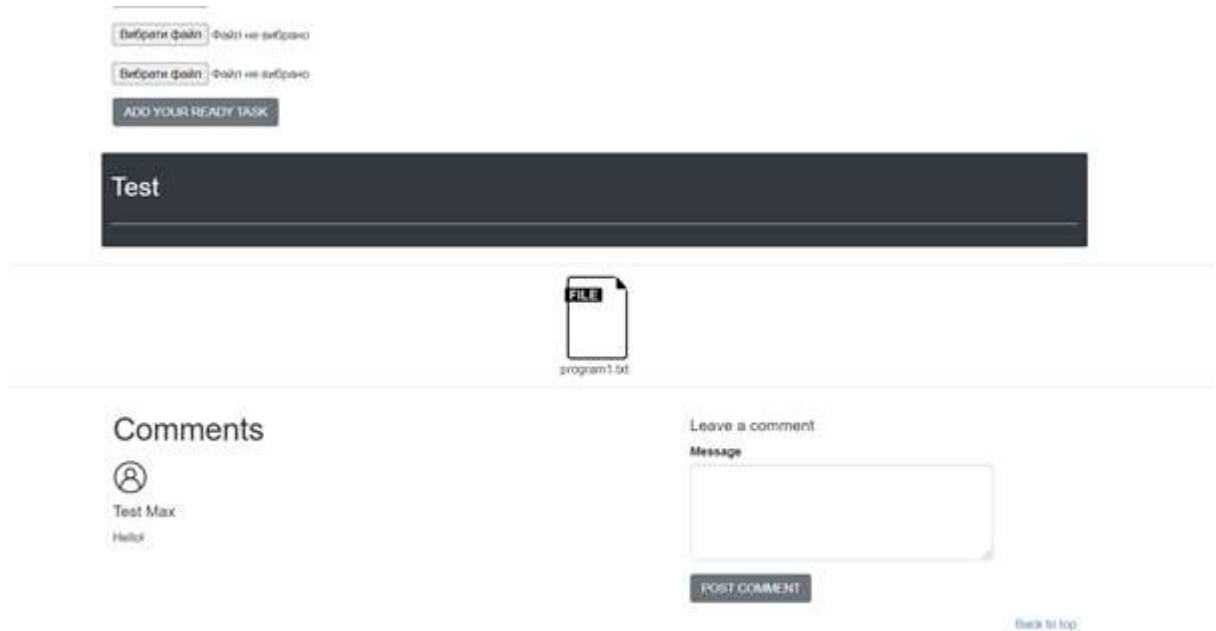 Вибрати файл Файл не вибрано
Вибрати файл Файл не вибрано
ADD YOUR READY TASK
Test
FILE
program1.txt
Comments
Test Max
Hello!
Leave a comment
Message
POST COMMENT
Back to top